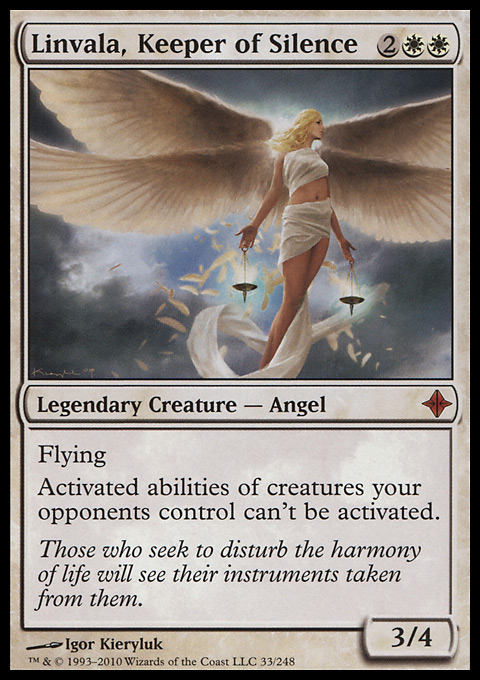 Linvala, Keeper of Silence 2
Legendary Creature — Angel
Flying
Activated abilities of creatures your
opponents control can't be activated.
Those who seek to disturb the harmony
of life will see their instruments taken
from them.
Igor Kieryluk
3/4
™ & © 1993–2010 Wizards of the Coast LLC 33/248